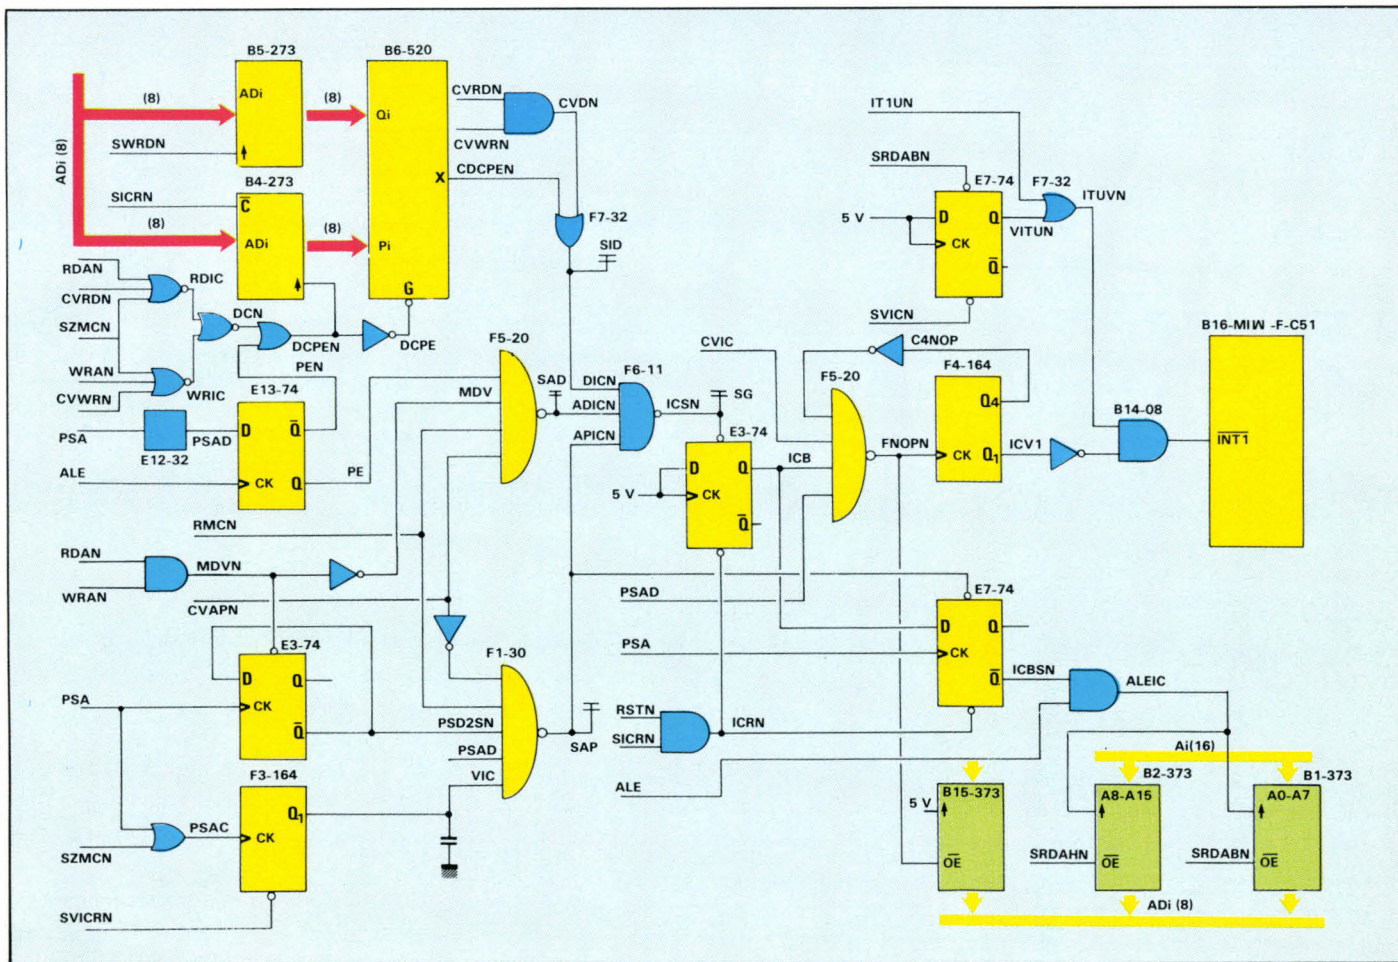 B5-273
B6-520
(8)
ADi
(8)
Qi
SWRDN
ADi (8)
B4-273
SICRN
C̅
(8)
ADi
(8)
Pi
X
G
CVRDN
CVWRN
CVDN
CDCPEN
F7-32
SID
RDAN
RDIC
CVRDN
SZMCN
DCN
DCPEN
DCPE
PEN
WRAN
WRIC
CVWRN
E13-74
PSA
PSAD
D
Q̅
E12-32
ALE
CK
Q
PE
F5-20
MDV
SAD
DICN
ADICN
APICN
F6-11
ICSN
SG
RMCN
RDAN
MDVN
WRAN
CVAPN
E3-74
D
Q
PSA
CK
Q̅
PSD2SN
F1-30
PSAD
VIC
SAP
F3-164
Q1
PSAC
CK
SZMCN
SVICRN
IT1UN
SRDABN
E7-74
F7-32
ITUVN
5 V
D
Q
VITUN
CK
Q̅
SVICN
CVIC
C4NOP
F5-20
F4-164
Q4
E3-74
D
Q
ICB
5 V
CK
Q̅
FNOPN
CK
Q1
ICV1
B14-08
B16-MIW -F-C51
I̅N̅T̅1̅
PSAD
PSA
E7-74
D
Q
CK
Q̅
ICBSN
ALEIC
RSTN
SICRN
ICRN
ALE
Ai(16)
B15-373
B2-373
B1-373
5 V
A8-A15
A0-A7
O̅E̅
SRDAHN
O̅E̅
SRDABN
O̅E̅
ADi (8)